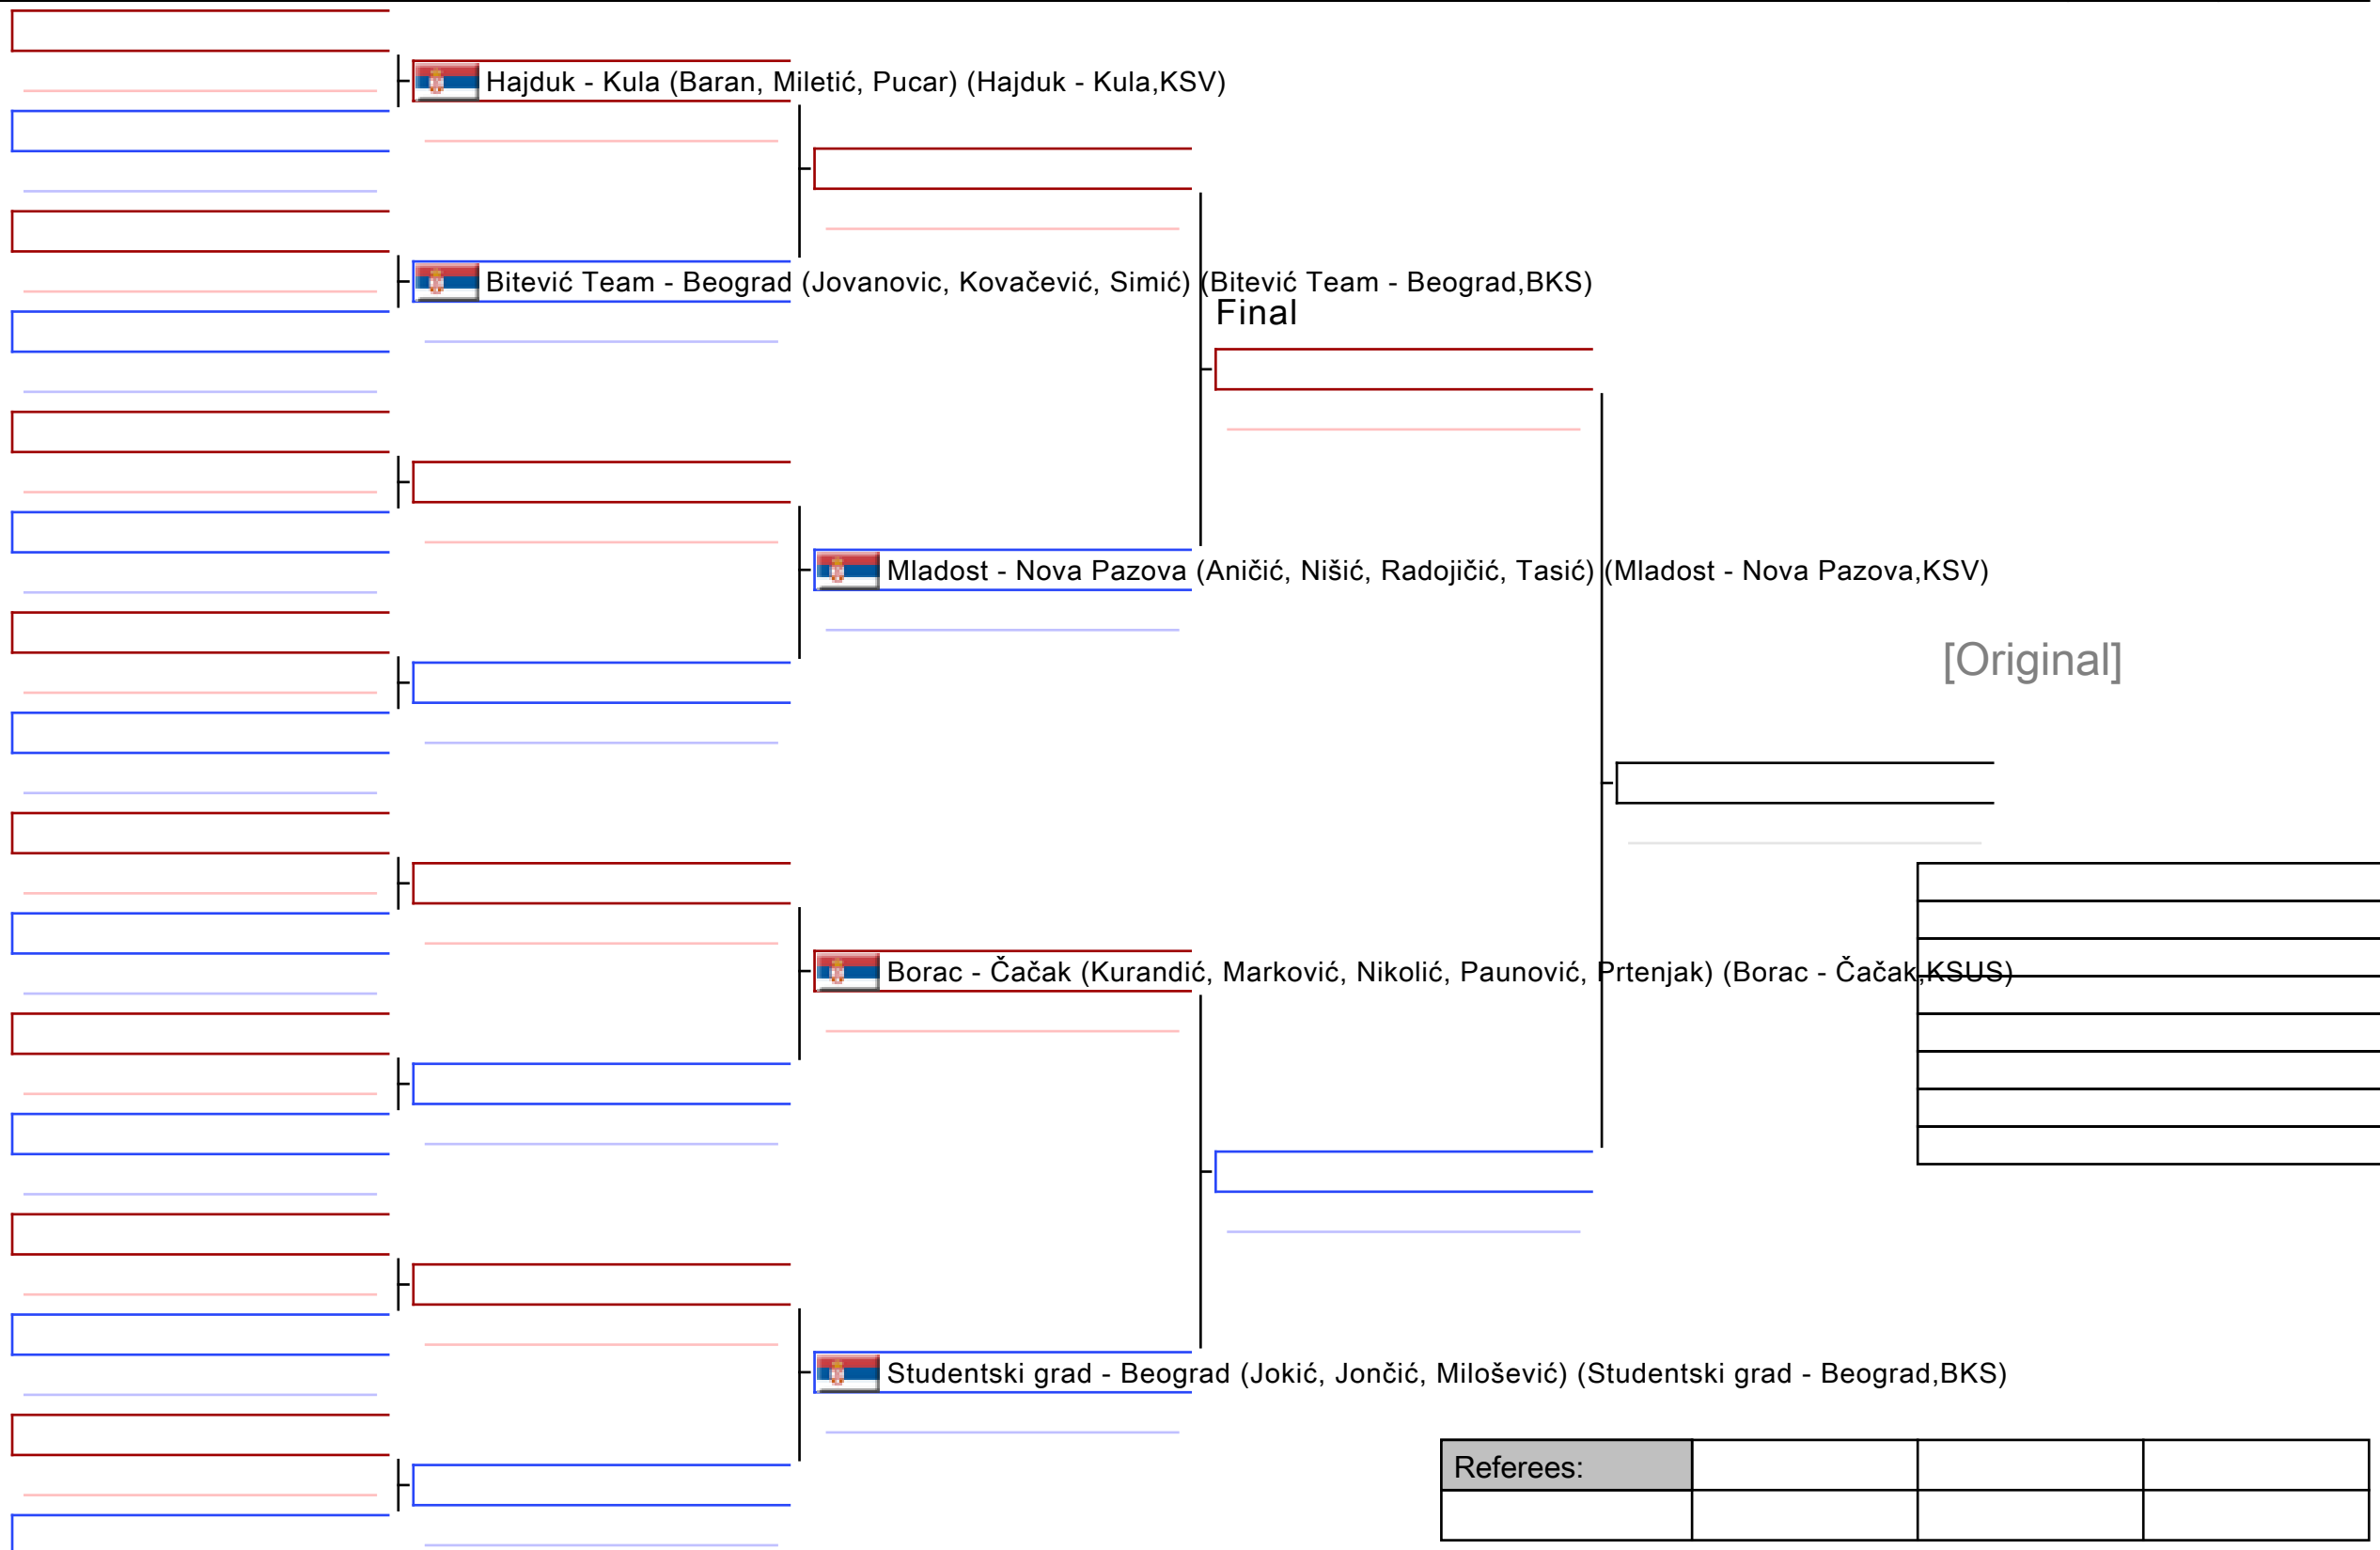 Hajduk - Kula (Baran, Miletić, Pucar) (Hajduk - Kula,KSV)
Bitević Team - Beograd (Jovanovic, Kovačević, Simić) (Bitević Team - Beograd,BKS)
Final
Mladost - Nova Pazova (Aničić, Nišić, Radojičić, Tasić) (Mladost - Nova Pazova,KSV)
[Original]
Borac - Čačak (Kurandić, Marković, Nikolić, Paunović, Prtenjak) (Borac - Čačak,KSUS)
Studentski grad - Beograd (Jokić, Jončić, Milošević) (Studentski grad - Beograd,BKS)
Referees: